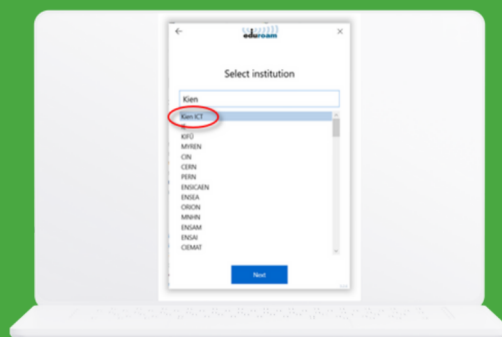 eduroam
Select institution
Kien
Kien ICT
KIFÜ
MYREN
CIN
CERN
PERN
ENSICAEN
ENSEA
ORION
MNHN
ENSAM
ENSAI
CIEMAT
Next